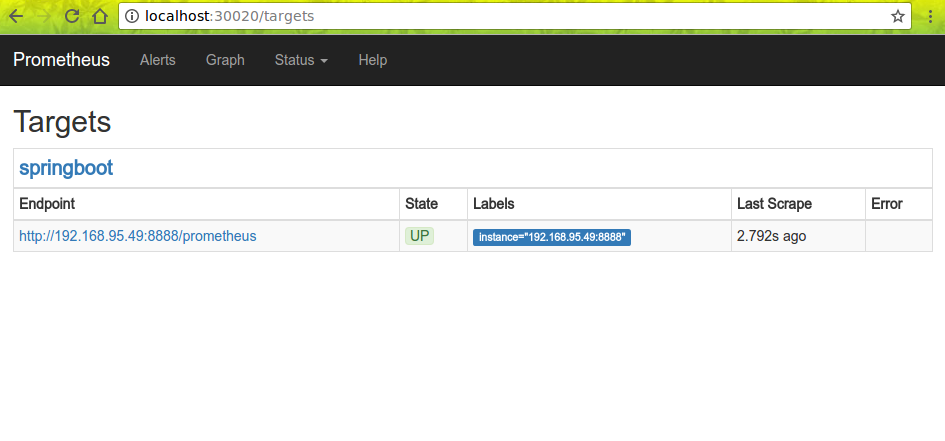 localhost:30020/targets
Prometheus Alerts Graph Status Help
Targets
springboot
Endpoint State Labels Last Scrape Error
http://192.168.95.49:8888/prometheus UP instance="192.168.95.49:8888" 2.792s ago